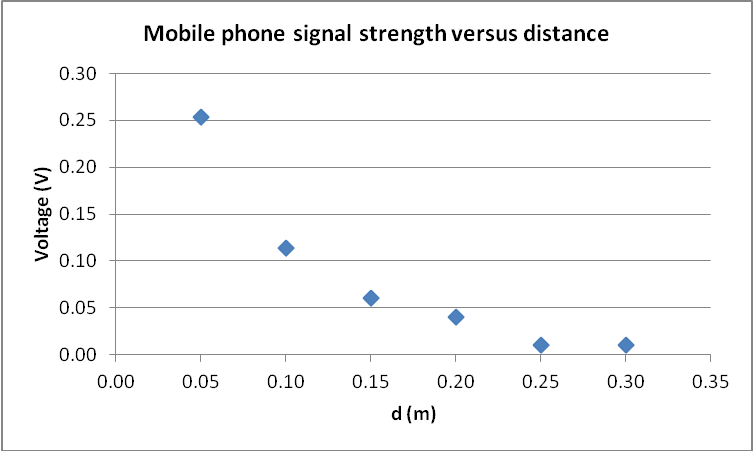 Mobile phone signal strength versus distance
0.30
0.25
0.20
0.15
0.10
0.05
0.00
Voltage (V)
0.00 0.05 0.10 0.15 0.20 0.25 0.30 0.35
d (m)